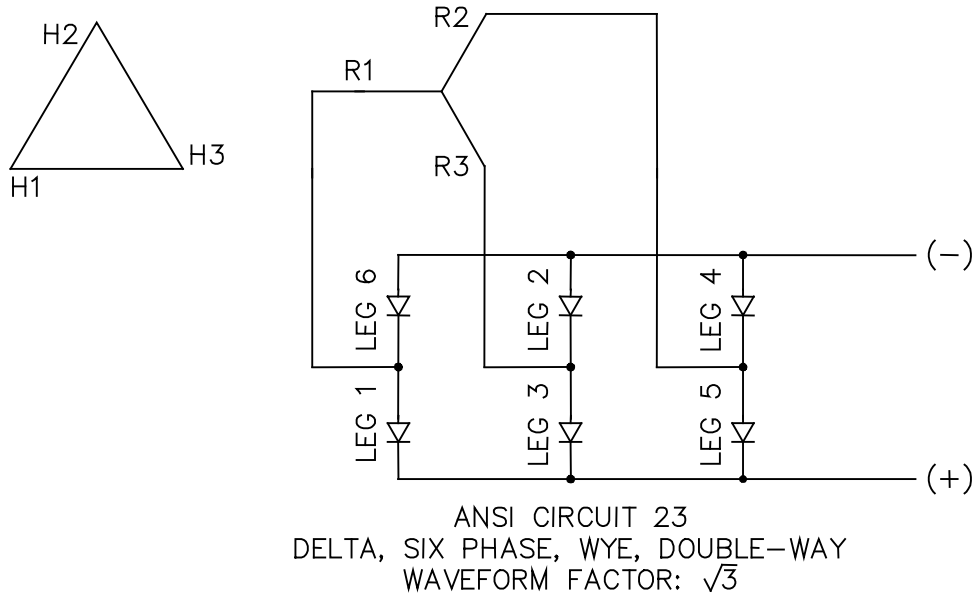 H2
H1
H3
R1
R2
R3
(-)
LEG 6
LEG 2
LEG 4
LEG 1
LEG 3
LEG 5
(+)
ANSI CIRCUIT 23
DELTA, SIX PHASE, WYE, DOUBLE-WAY
WAVEFORM FACTOR: √3